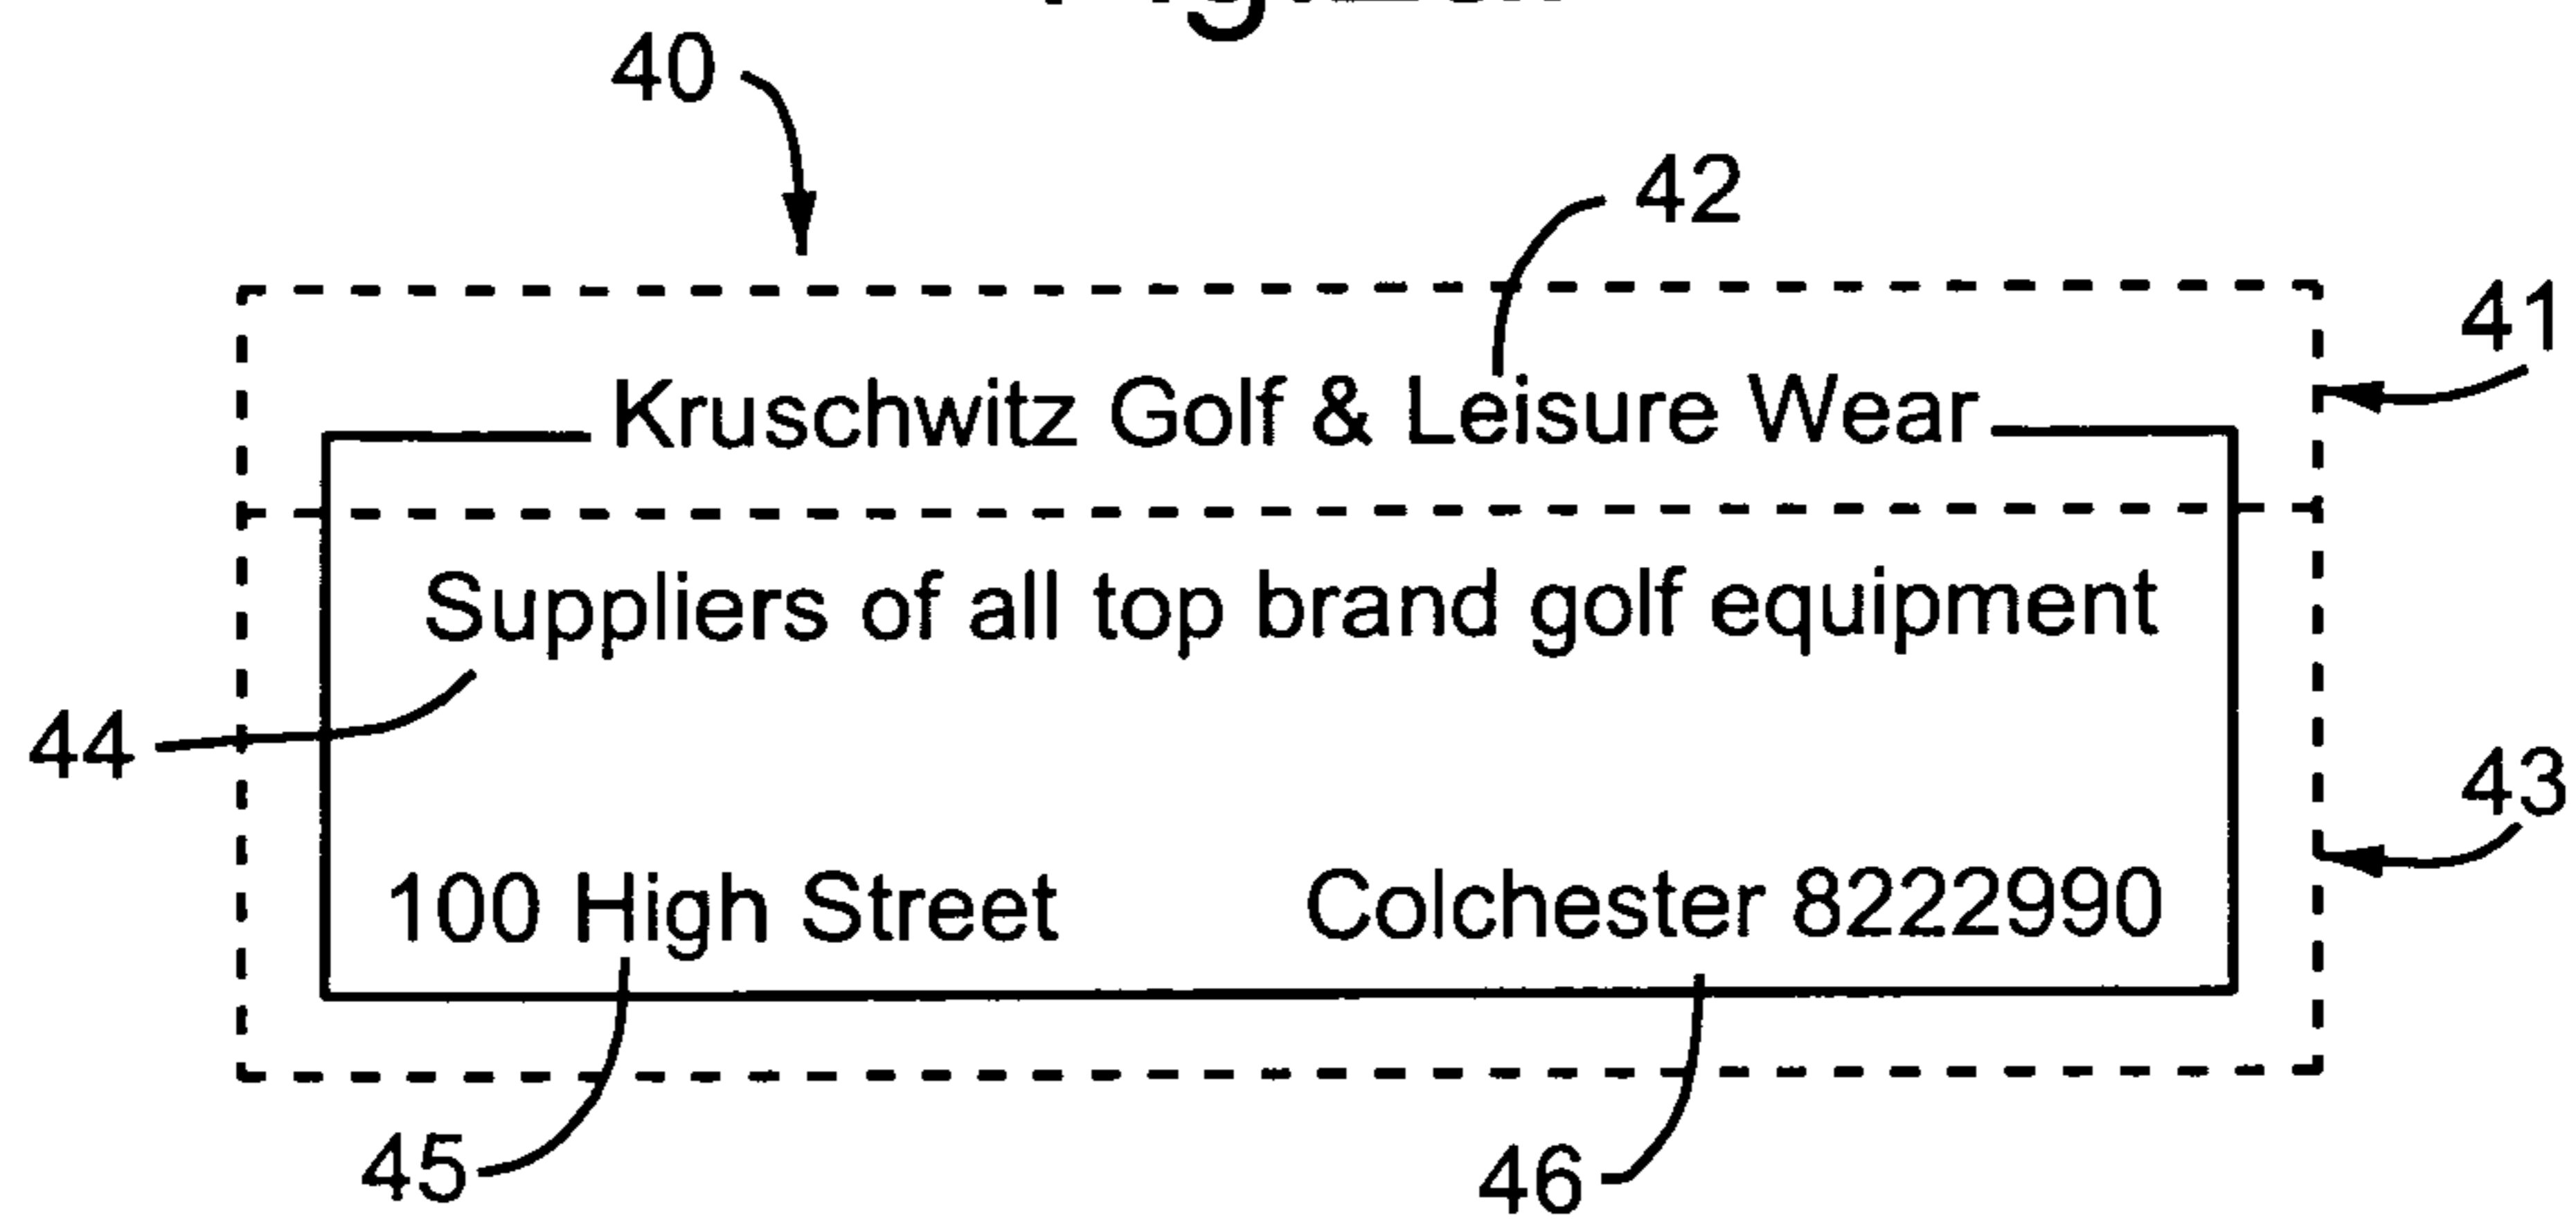 40
42
41
Kruschwitz Golf & Leisure Wear
Suppliers of all top brand golf equipment
44
43
100 High Street Colchester 8222990
45
46